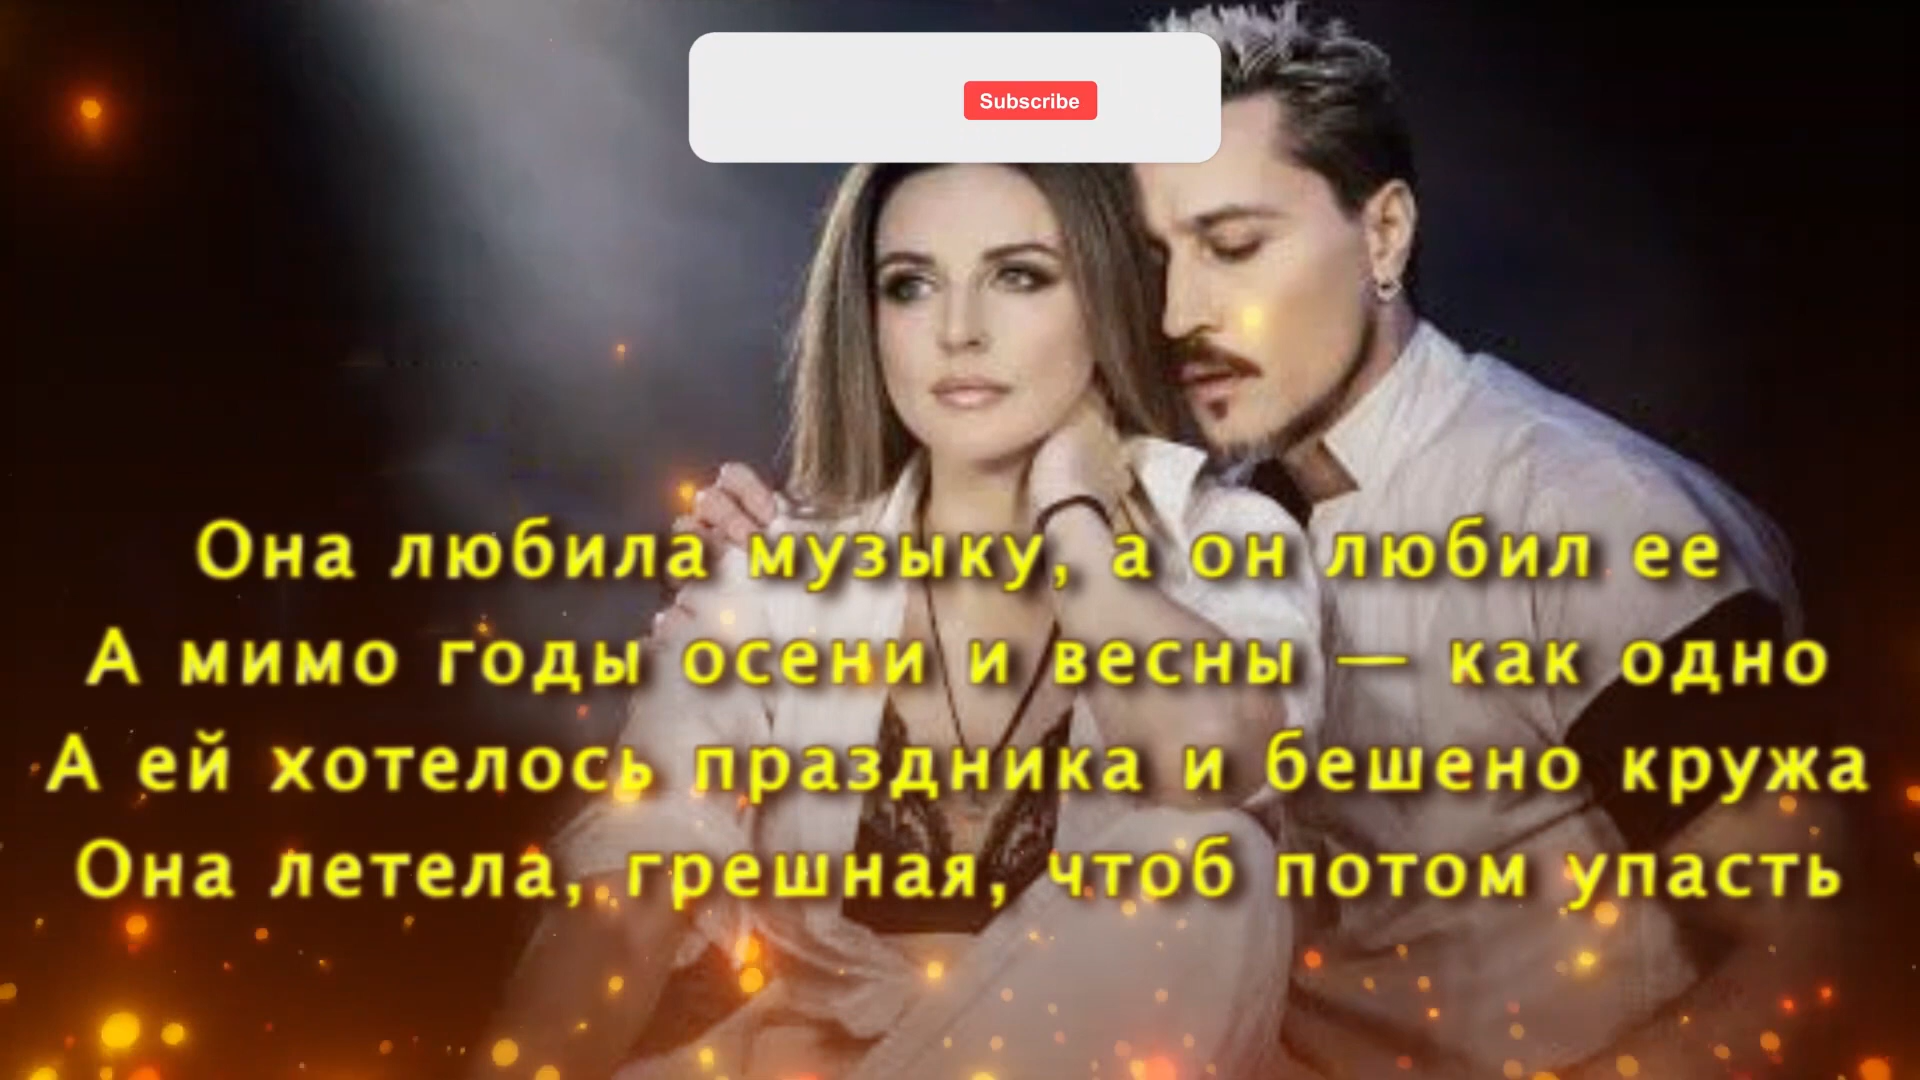 Subscribe
Она любила музыку, а он любил ее
А мимо годы осени и весны — как одно
А ей хотелось праздника и бешено кружа
Она летела, грешная, чтоб потом упасть